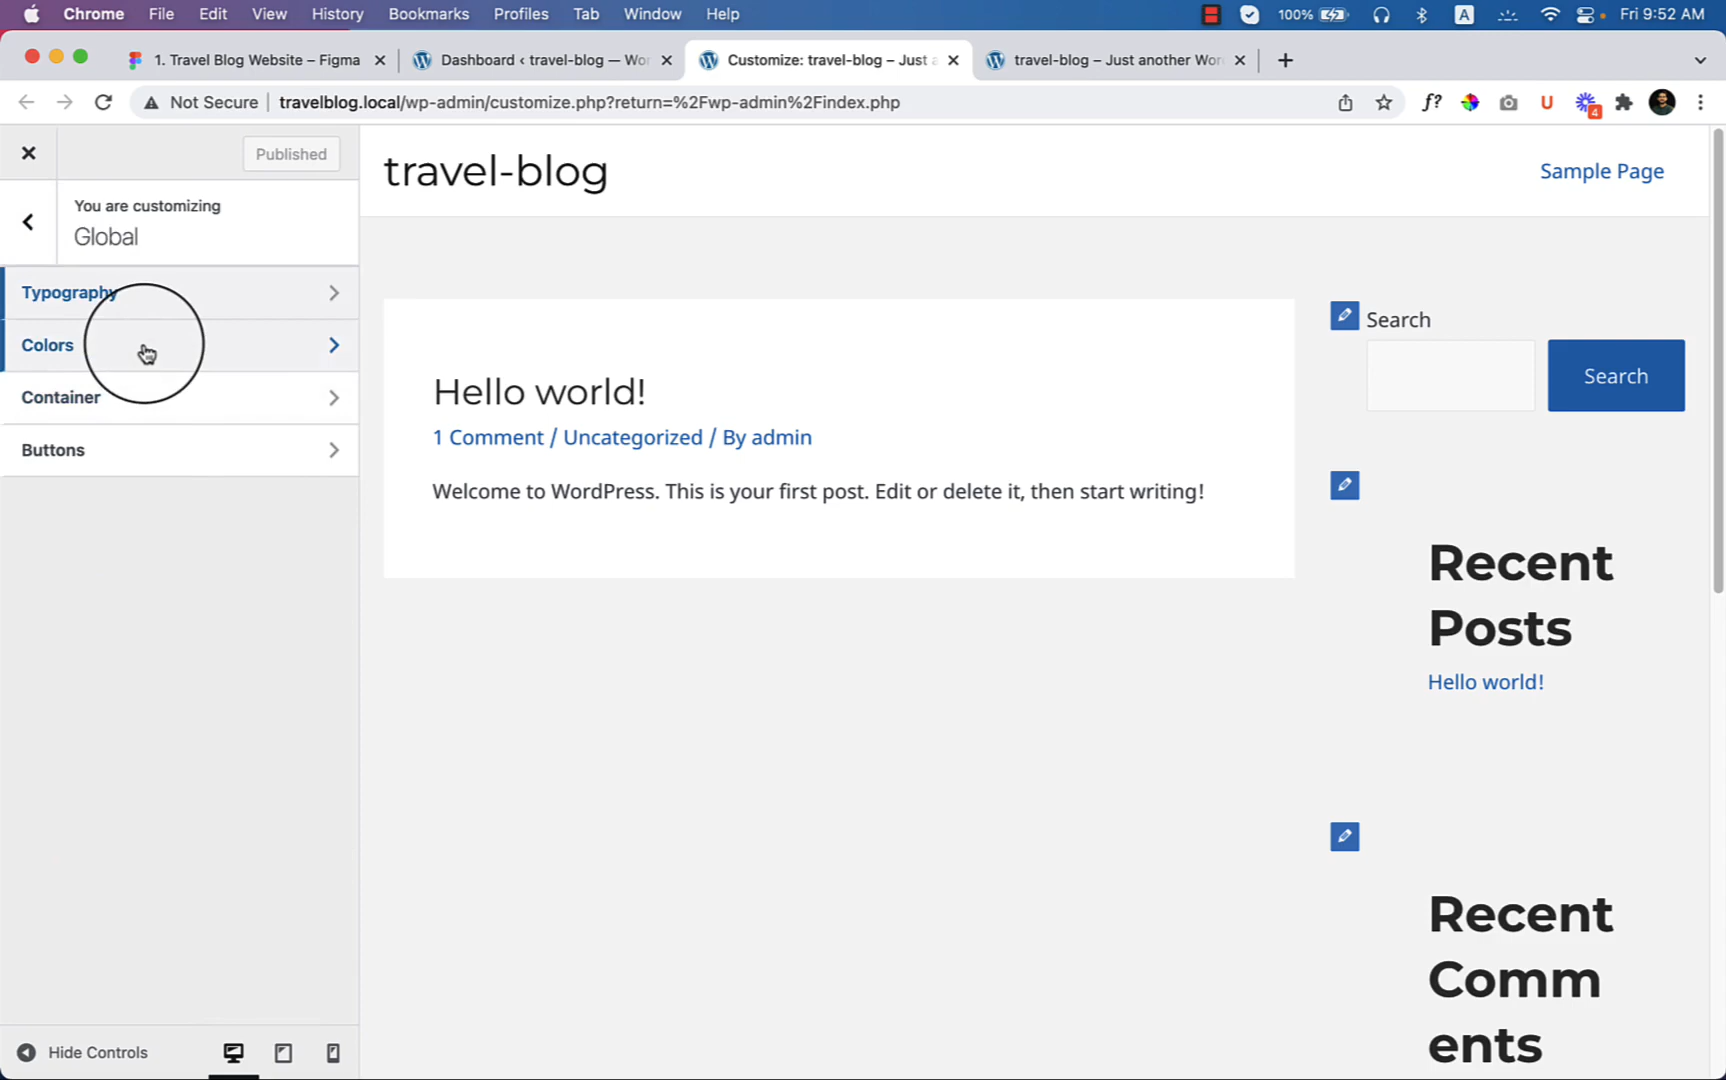 Chrome File Edit View History Bookmarks Profiles Tab Window Help 100% A Fri 9:52 AM
1. Travel Blog Website – Figma
Dashboard ‹ travel-blog — Wor
Customize: travel-blog – Just a
travel-blog – Just another Wor
Not Secure travelblog.local/wp-admin/customize.php?return=%2Fwp-admin%2Findex.php f? U 4
Published
You are customizing
Global
Typography
Colors
Container
Buttons
Hide Controls
travel-blog
Sample Page
Hello world!
1 Comment / Uncategorized / By admin
Welcome to WordPress. This is your first post. Edit or delete it, then start writing!
Search
Search
Recent
Posts
Hello world!
Recent
Comm
ents